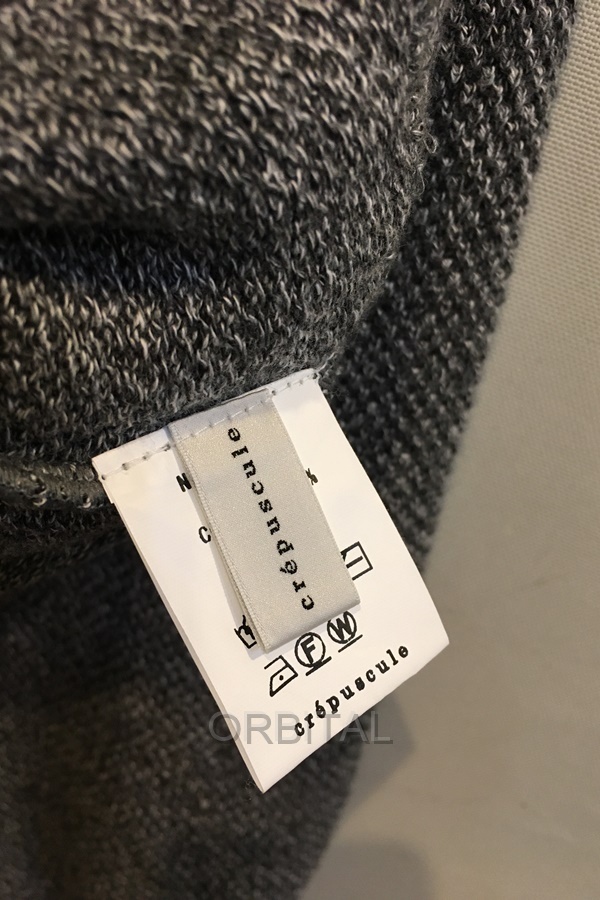 crépuscule
N
C
F W
crépuscule
ORBITAL